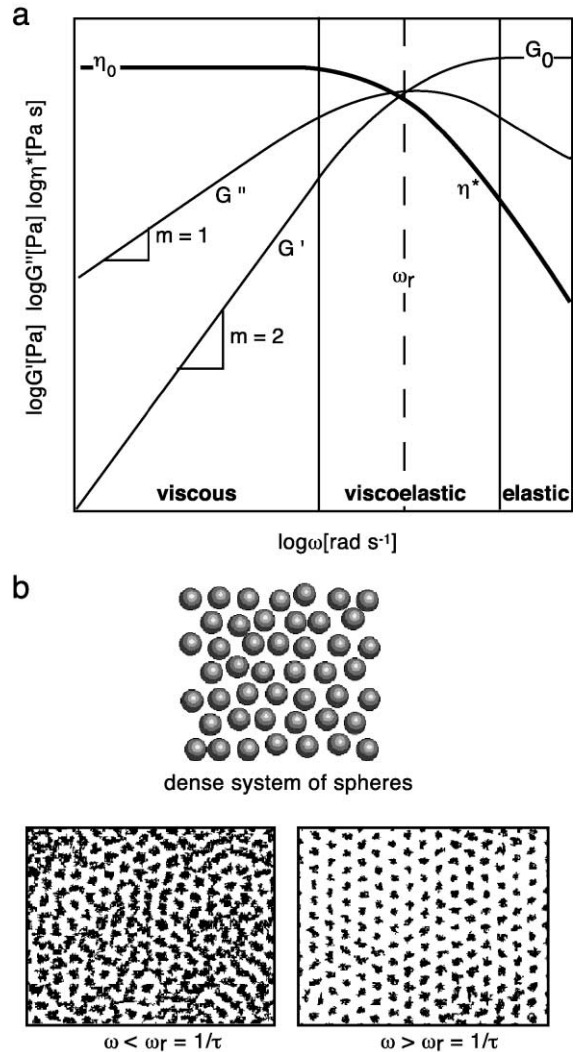 a
η₀
G₀
logG'[Pa] logG"[Pa] logη*[Pa s]
G"
η*
m = 1
G'
ωᵣ
m = 2
viscous viscoelastic elastic
logω[rad s⁻¹]
b
dense system of spheres
ω < ωᵣ = 1/τ ω > ωᵣ = 1/τ